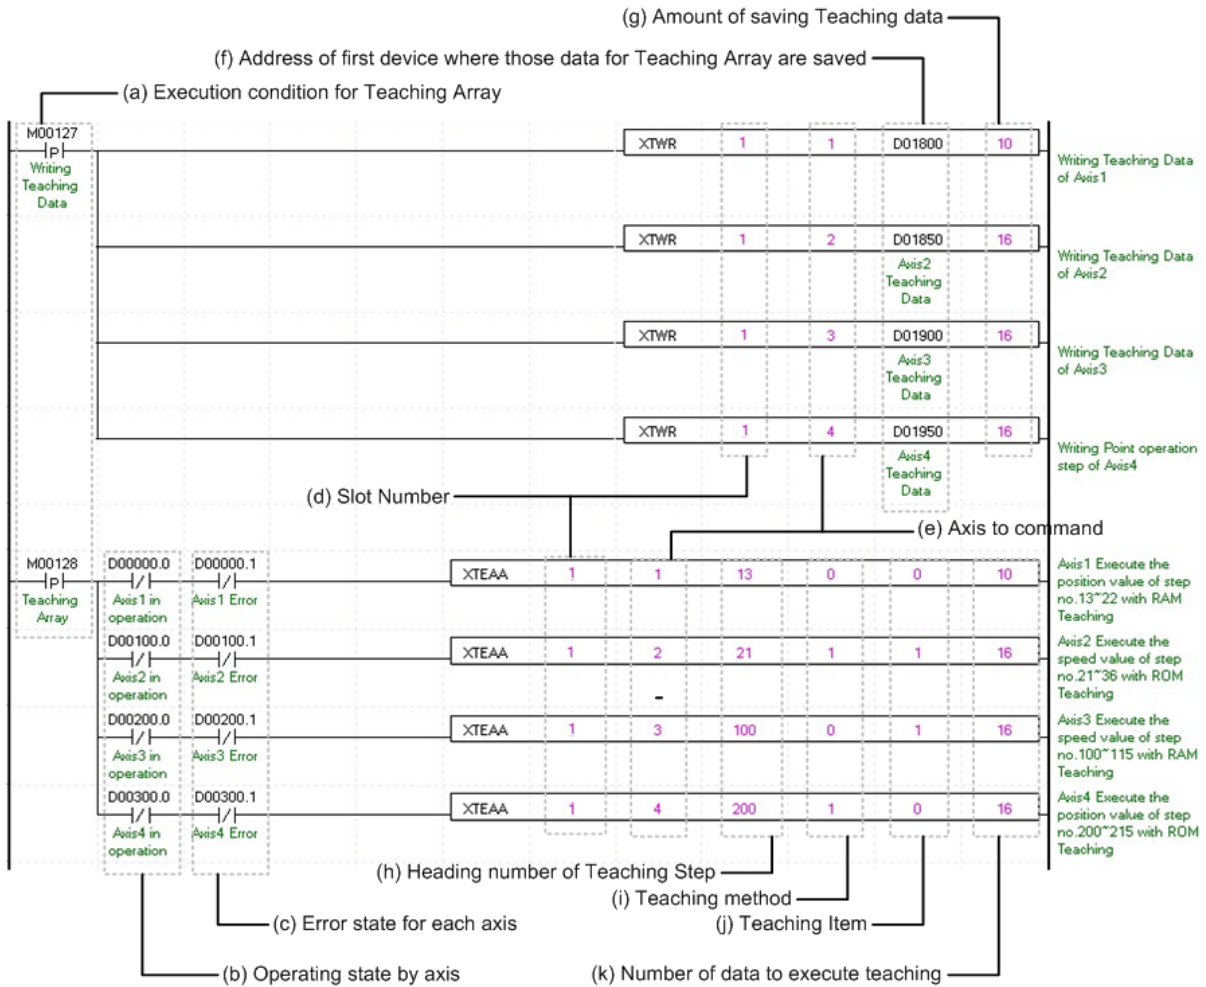 (g) Amount of saving Teaching data
(f) Address of first device where those data for Teaching Array are saved
(a) Execution condition for Teaching Array
M00127
P
Writing
Teaching
Data
XTWR 1 1 D01800 10
Writing Teaching Data
of Axis1
XTWR 1 2 D01850 16
Axis2
Teaching
Data
Writing Teaching Data
of Axis2
XTWR 1 3 D01900 16
Axis3
Teaching
Data
Writing Teaching Data
of Axis3
XTWR 1 4 D01950 16
Axis4
Teaching
Data
Writing Point operation
step of Axis4
(d) Slot Number
(e) Axis to command
M00128
P
Teaching
Array
D00000.0
Axis1 in
operation
D00000.1
Axis1 Error
XTEAA 1 1 13 0 0 10
Axis1 Execute the
position value of step
no.13~22 with RAM
Teaching
D00100.0
Axis2 in
operation
D00100.1
Axis2 Error
XTEAA 1 2 21 1 1 16
Axis2 Execute the
speed value of step
no.21~36 with ROM
Teaching
D00200.0
Axis3 in
operation
D00200.1
Axis3 Error
XTEAA 1 3 100 0 1 16
Axis3 Execute the
speed value of step
no.100~115 with RAM
Teaching
D00300.0
Axis4 in
operation
D00300.1
Axis4 Error
XTEAA 1 4 200 1 0 16
Axis4 Execute the
position value of step
no.200~215 with ROM
Teaching
(h) Heading number of Teaching Step
(i) Teaching method
(c) Error state for each axis
(j) Teaching Item
(b) Operating state by axis
(k) Number of data to execute teaching